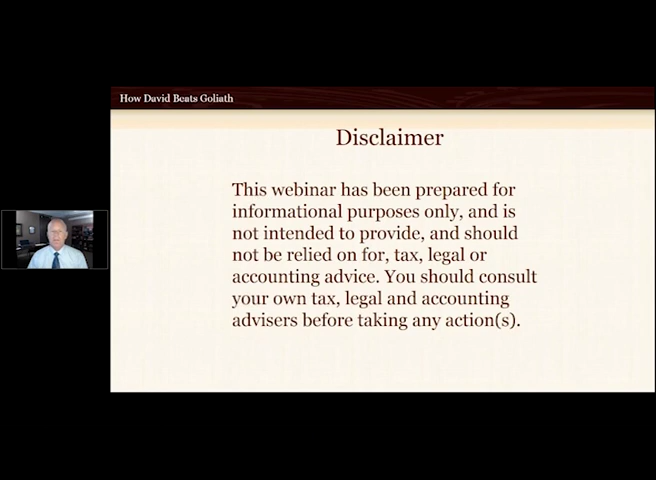 How David Beats Goliath
Disclaimer
This webinar has been prepared for
informational purposes only, and is
not intended to provide, and should
not be relied on for, tax, legal or
accounting advice. You should consult
your own tax, legal and accounting
advisers before taking any action(s).